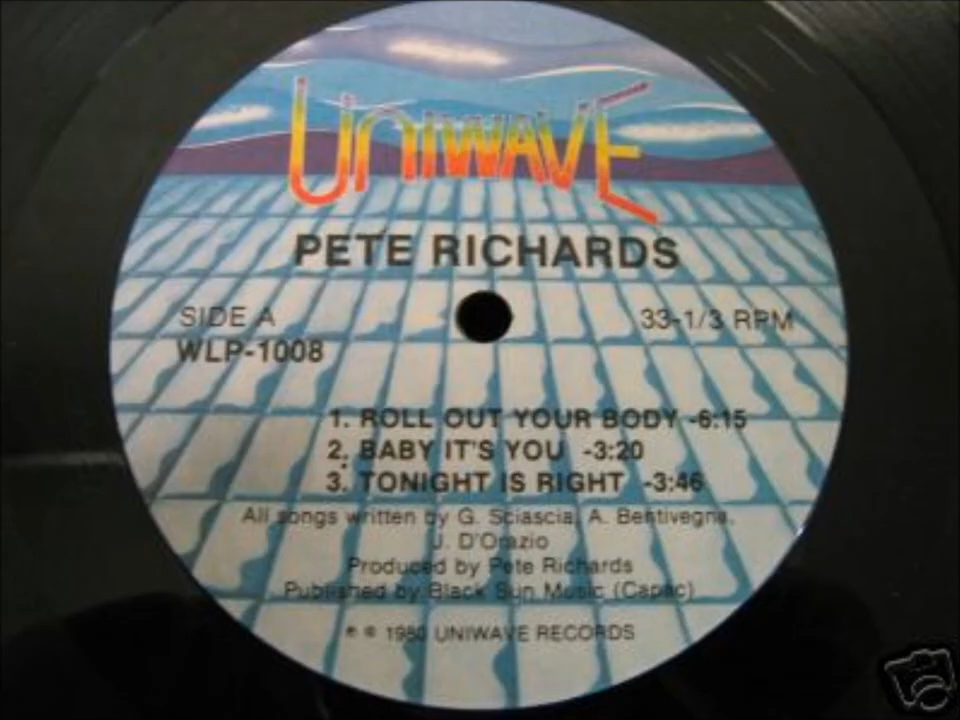 UNIWAVE
PETE RICHARDS
SIDE A
33-1/3 RPM
WLP-1008
1. ROLL OUT YOUR BODY -6:15
2. BABY IT'S YOU -3:20
3. TONIGHT IS RIGHT -3:46
All songs written by G. Sciascia, A. Bentivegna,
J. D'Orazio
Produced by Pete Richards
Published by Black Sun Music (Capac)
℗ © 1980 UNIWAVE RECORDS